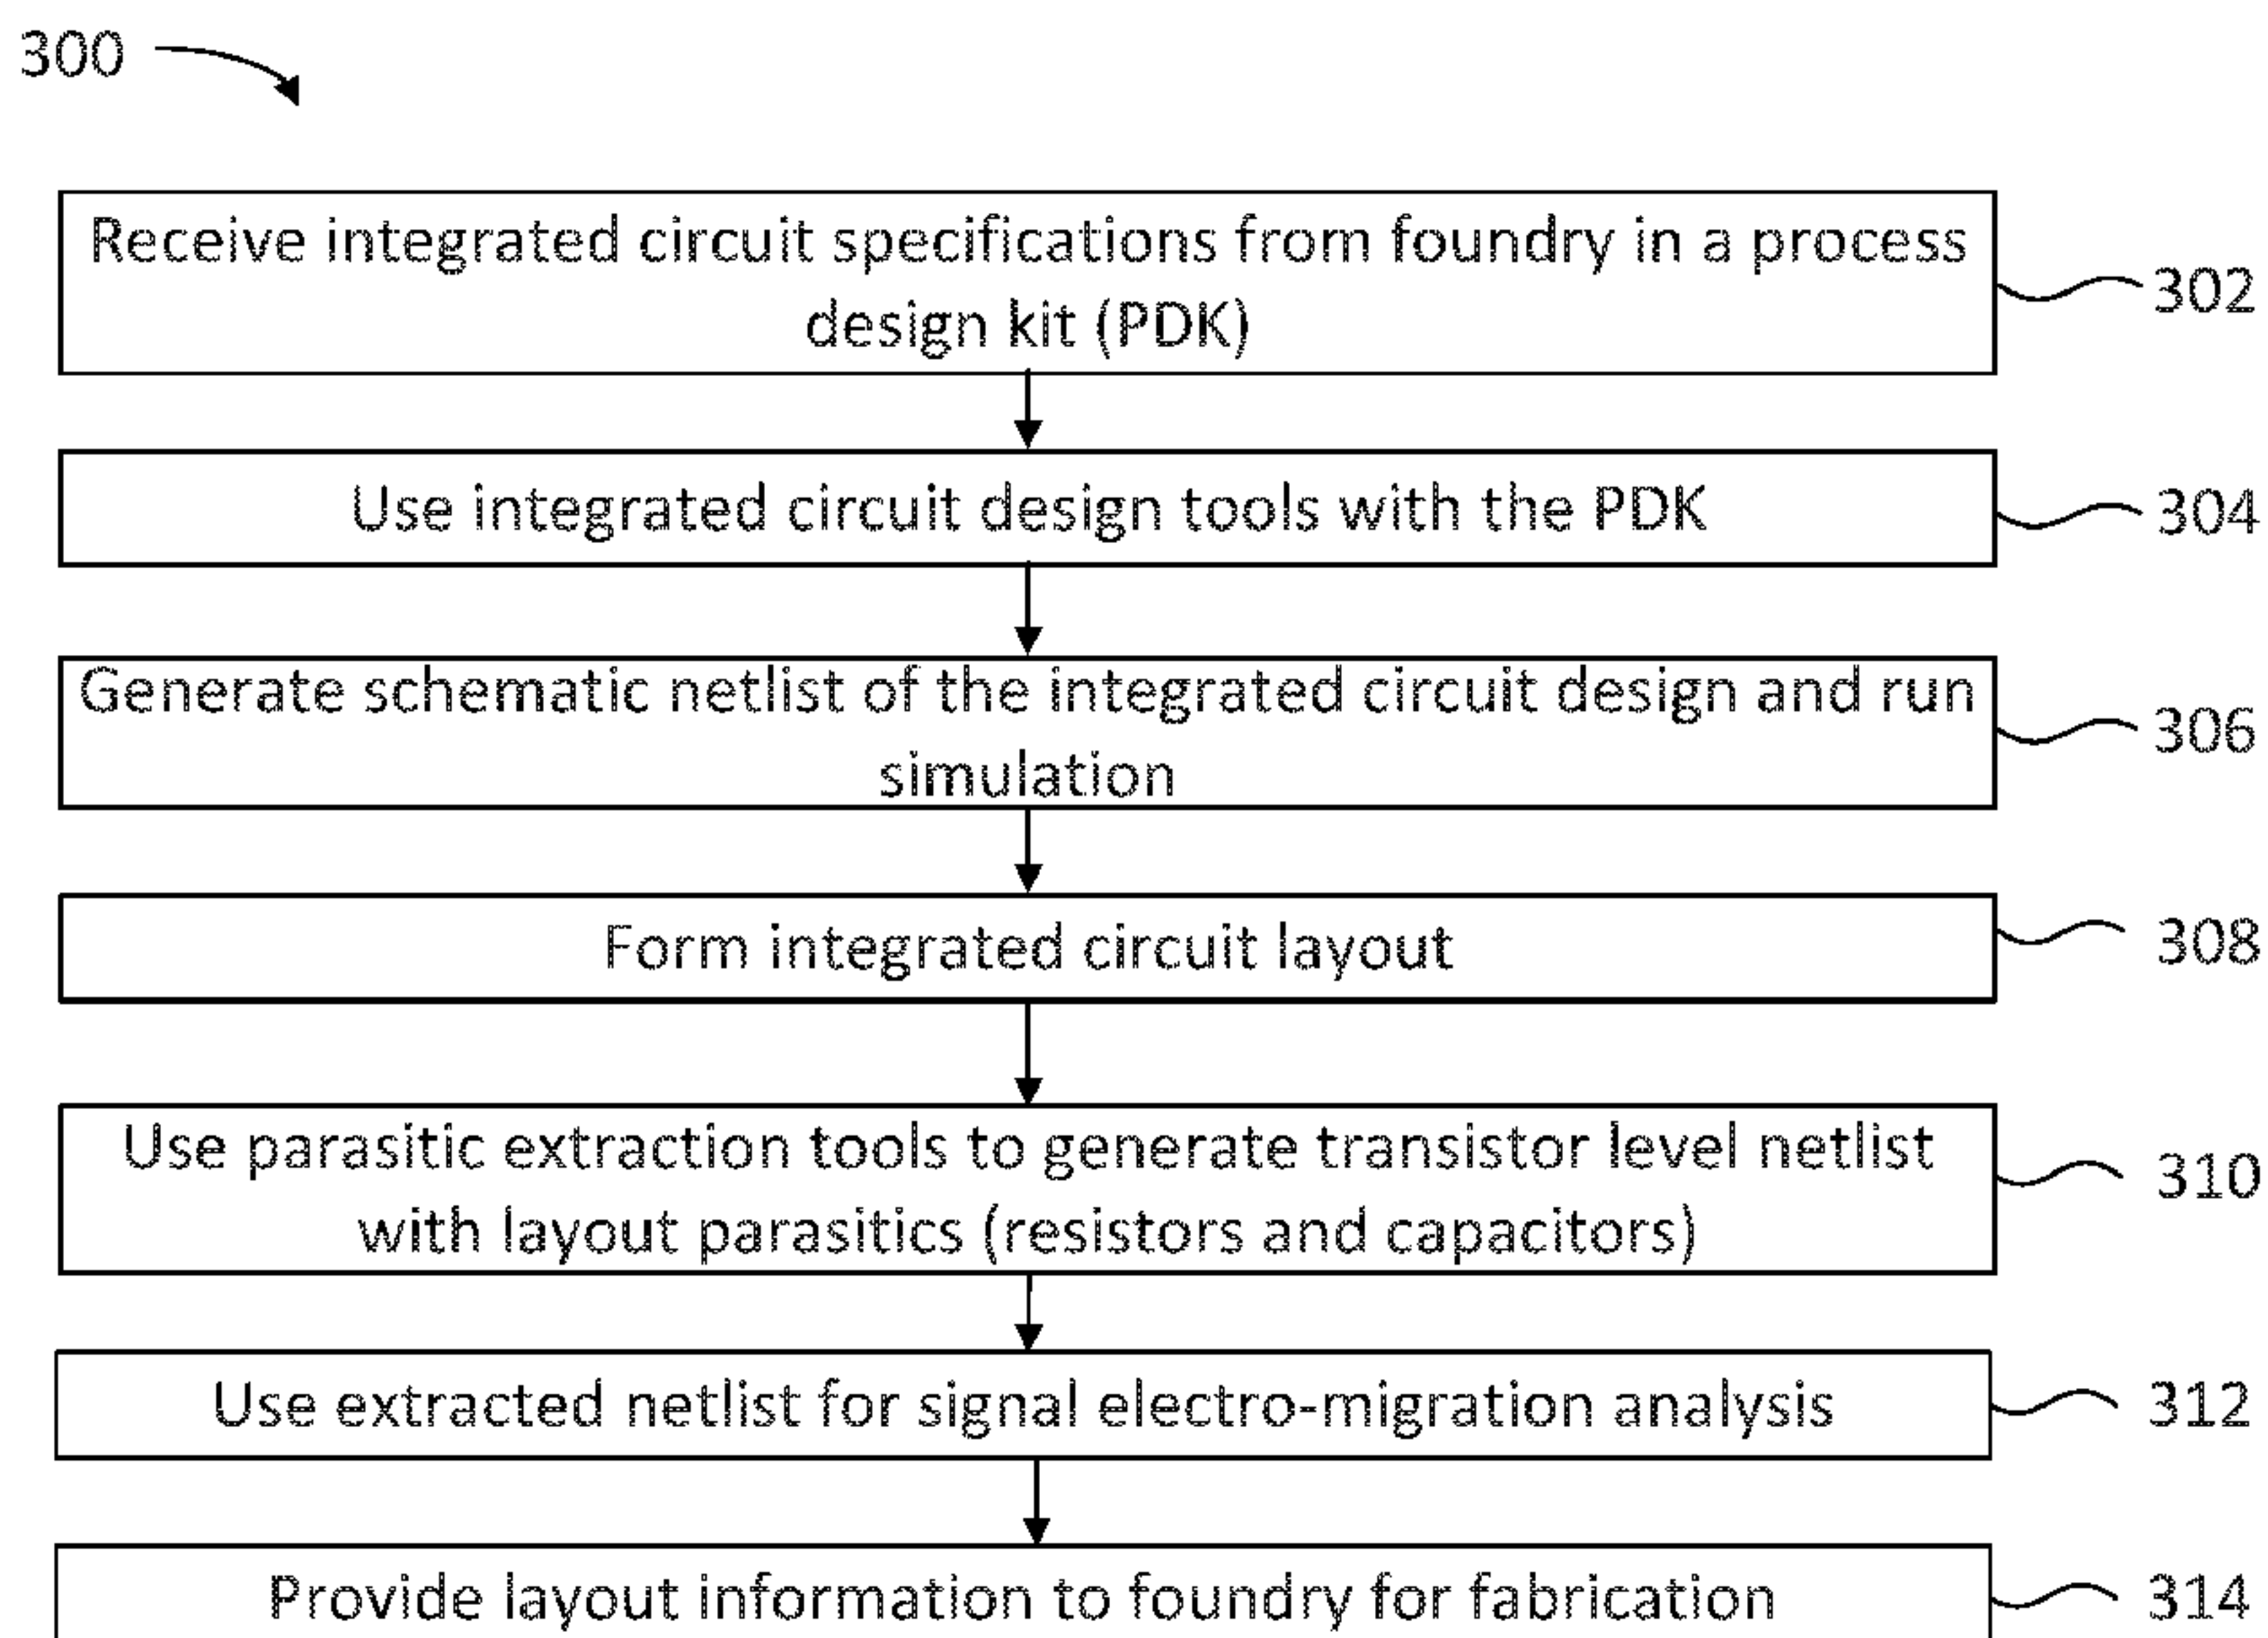 300
Receive integrated circuit specifications from foundry in a process
design kit (PDK)
302
Use integrated circuit design tools with the PDK
304
Generate schematic netlist of the integrated circuit design and run
simulation
306
Form integrated circuit layout
308
Use parasitic extraction tools to generate transistor level netlist
with layout parasitics (resistors and capacitors)
310
Use extracted netlist for signal electro-migration analysis
312
Provide layout information to foundry for fabrication
314